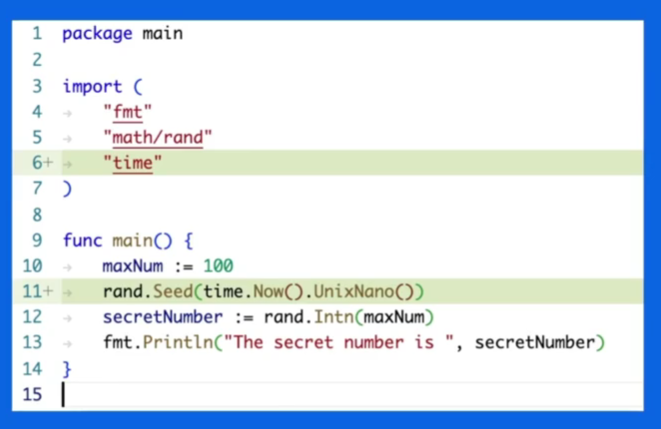 1 package main
2
3 import (
4 "fmt"
5 "math/rand"
6+ "time"
7 )
8
9 func main() {
10 maxNum := 100
11+ rand.Seed(time.Now().UnixNano())
12 secretNumber := rand.Intn(maxNum)
13 fmt.Println("The secret number is ", secretNumber)
14 }
15